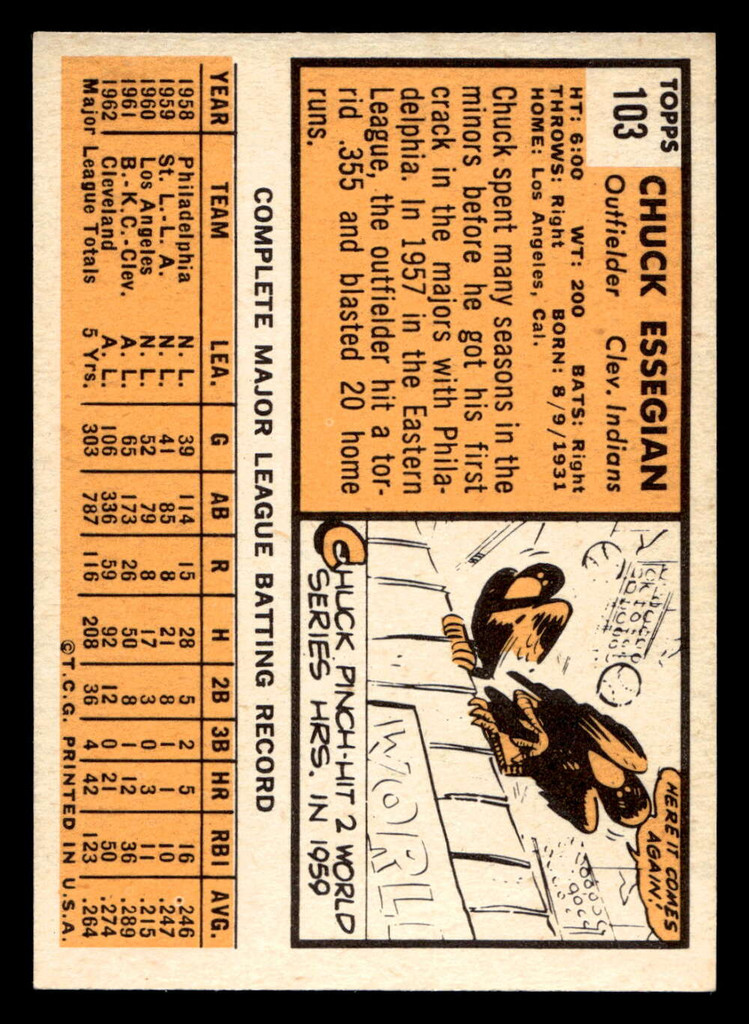 TOPPS
103
CHUCK ESSEGIAN
Outfielder Clev. Indians
HT: 6:00 WT: 200 BATS: Right
THROWS: Right BORN: 8/9/1931
HOME: Los Angeles, Cal.
Chuck spent many seasons in the
minors before he got his first
crack in the majors with Phila-
delphia. In 1957 in the Eastern
League, the outfielder hit a tor-
rid .355 and blasted 20 home
runs.
HERE IT COMES
AGAIN!
WORL
CHUCK PINCH-HIT 2 WORLD
SERIES HRS. IN 1959
COMPLETE MAJOR LEAGUE BATTING RECORD
YEAR TEAM LEA. G AB R H 2B 3B HR RBI AVG.
1958 Philadelphia N. L. 39 114 15 28 5 2 5 16 .246
1959 St. L.-L. A. N. L. 41 85 8 21 8 1 1 10 .247
1960 Los Angeles N. L. 52 79 8 17 3 0 3 11 .215
1961 B.-K.C.-Clev. A. L. 65 173 26 50 8 1 12 36 .289
1962 Cleveland A. L. 106 336 59 92 12 0 21 50 .274
Major League Totals 5 Yrs. 303 787 116 208 36 4 42 123 .264
©T.C.G. PRINTED IN U.S.A.